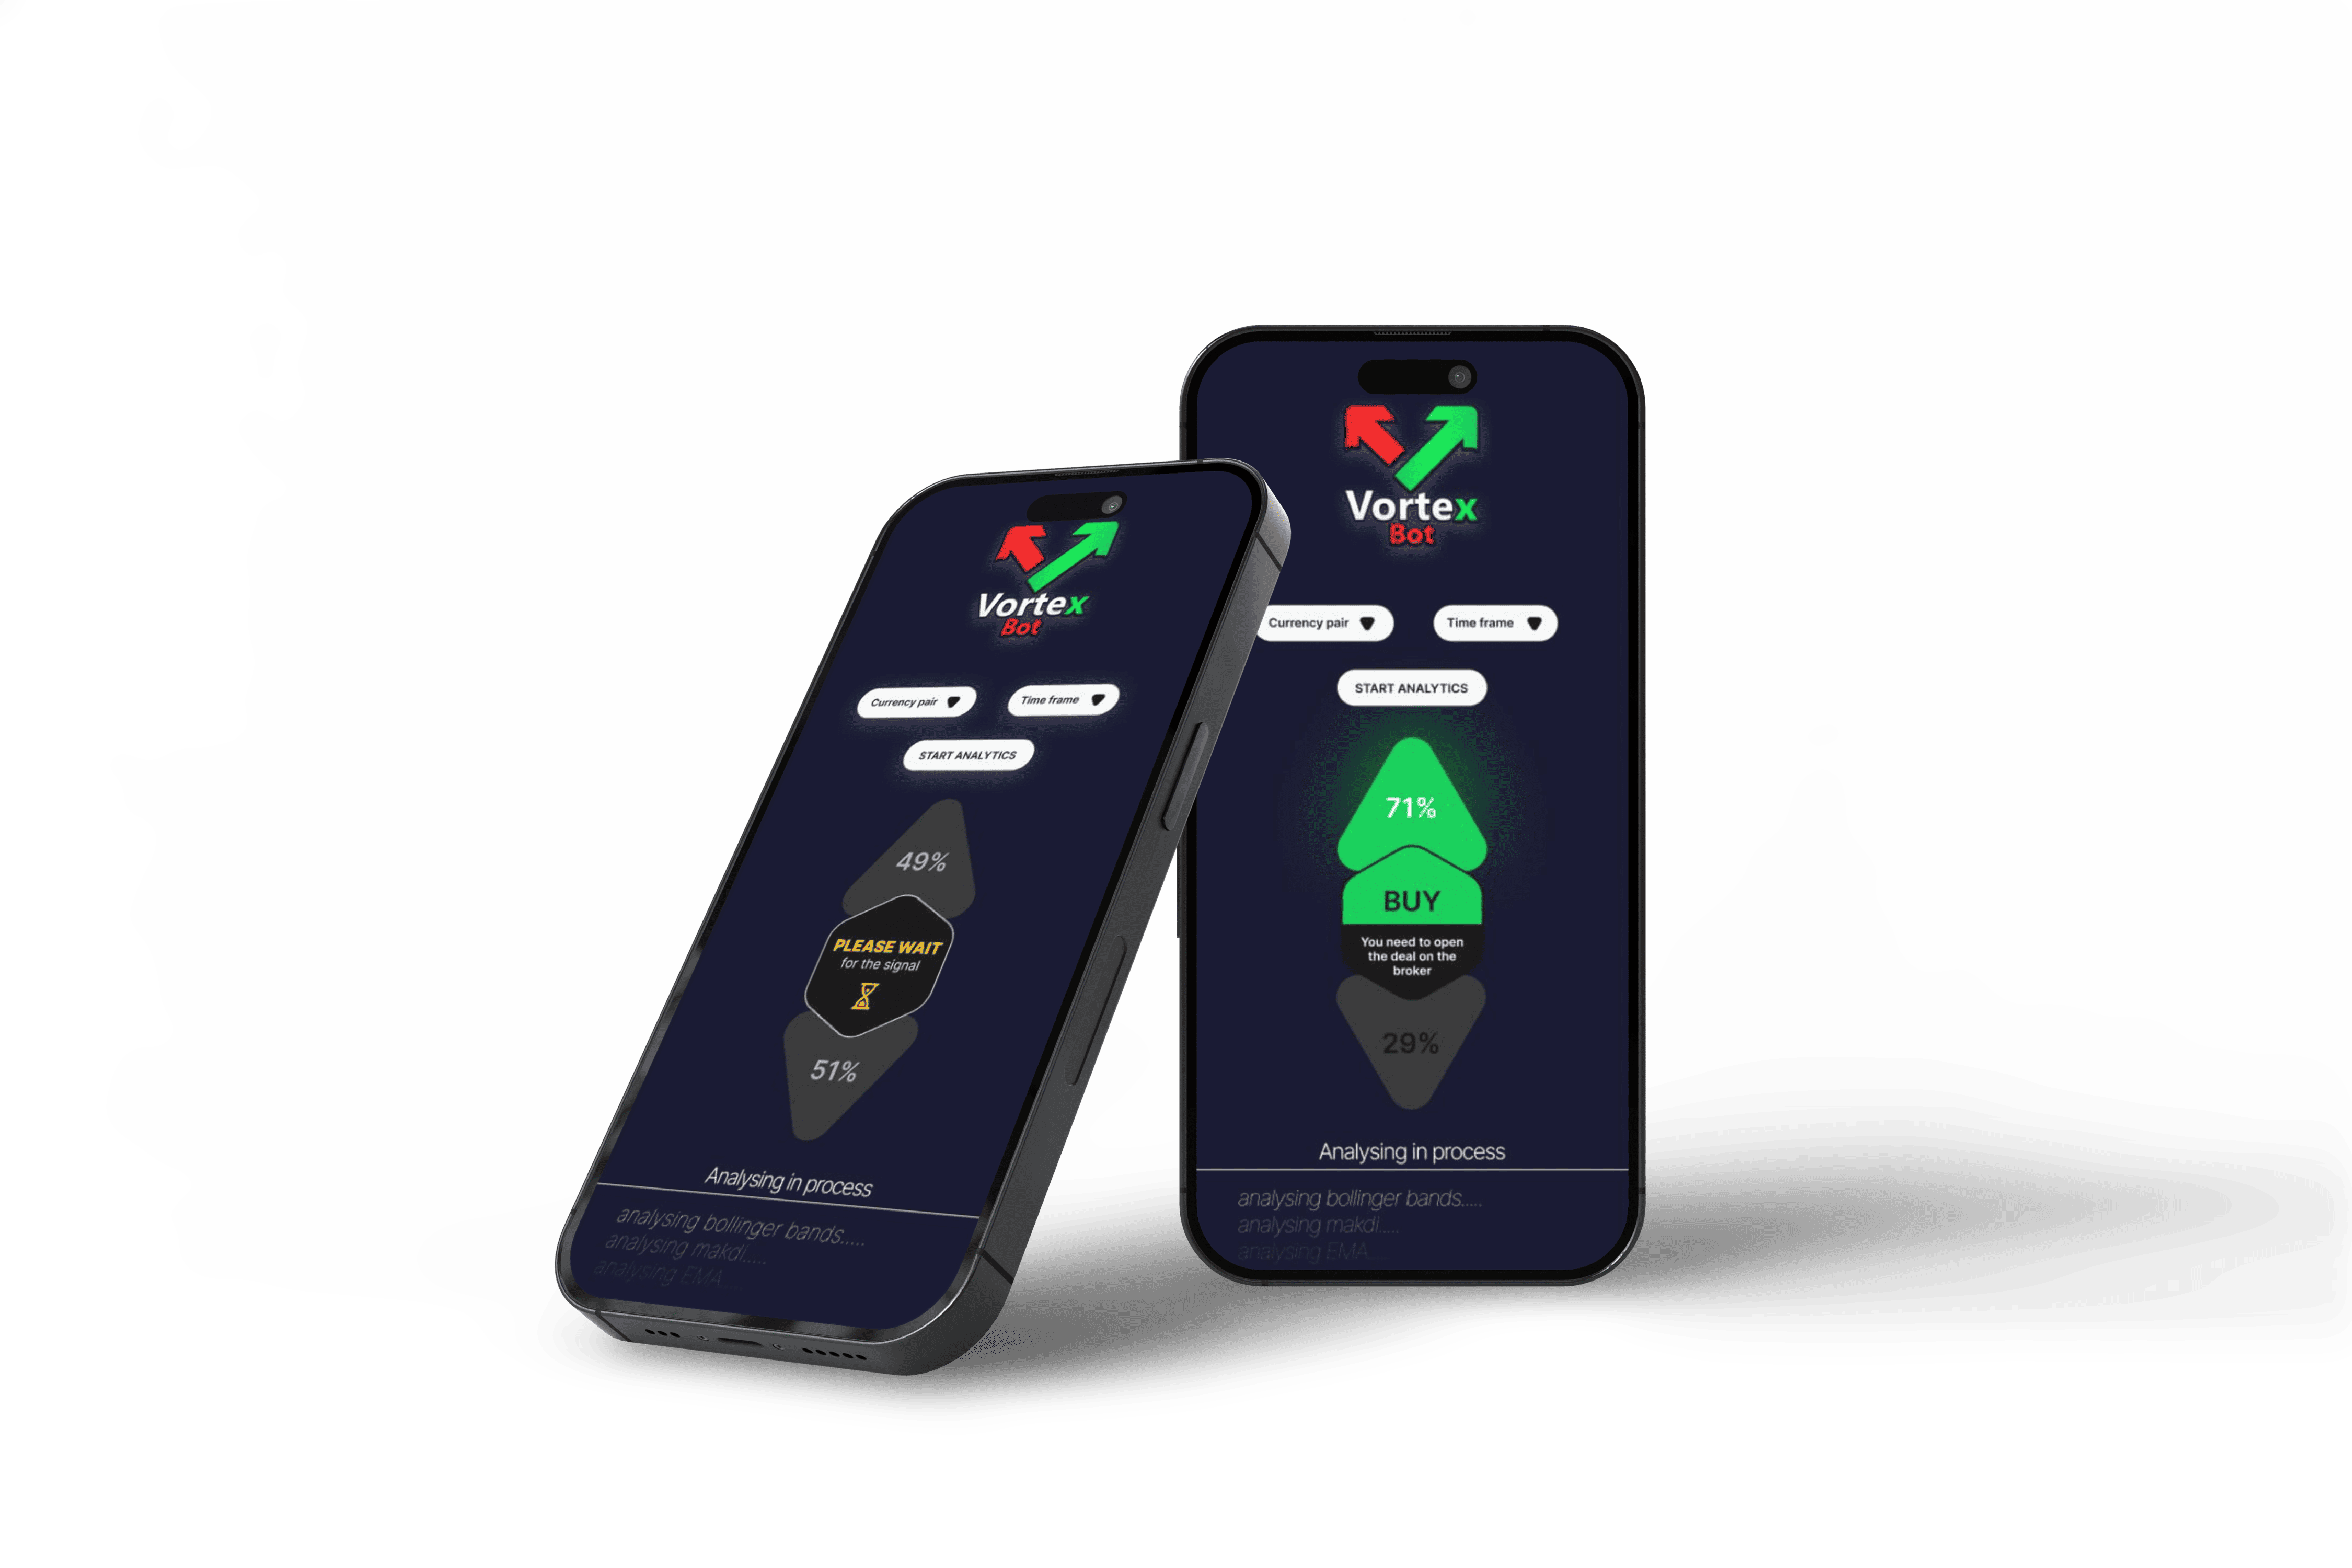 Vortex
Bot
Currency pair
Time frame
START ANALYTICS
49%
PLEASE WAIT
for the signal
51%
Analysing in process
analysing bollinger bands.....
analysing makdi.....
analysing EMA
Vortex
Bot
Currency pair
Time frame
START ANALYTICS
71%
BUY
You need to open
the deal on the
broker
29%
Analysing in process
analysing bollinger bands.....
analysing makdi.....
analysing EMA